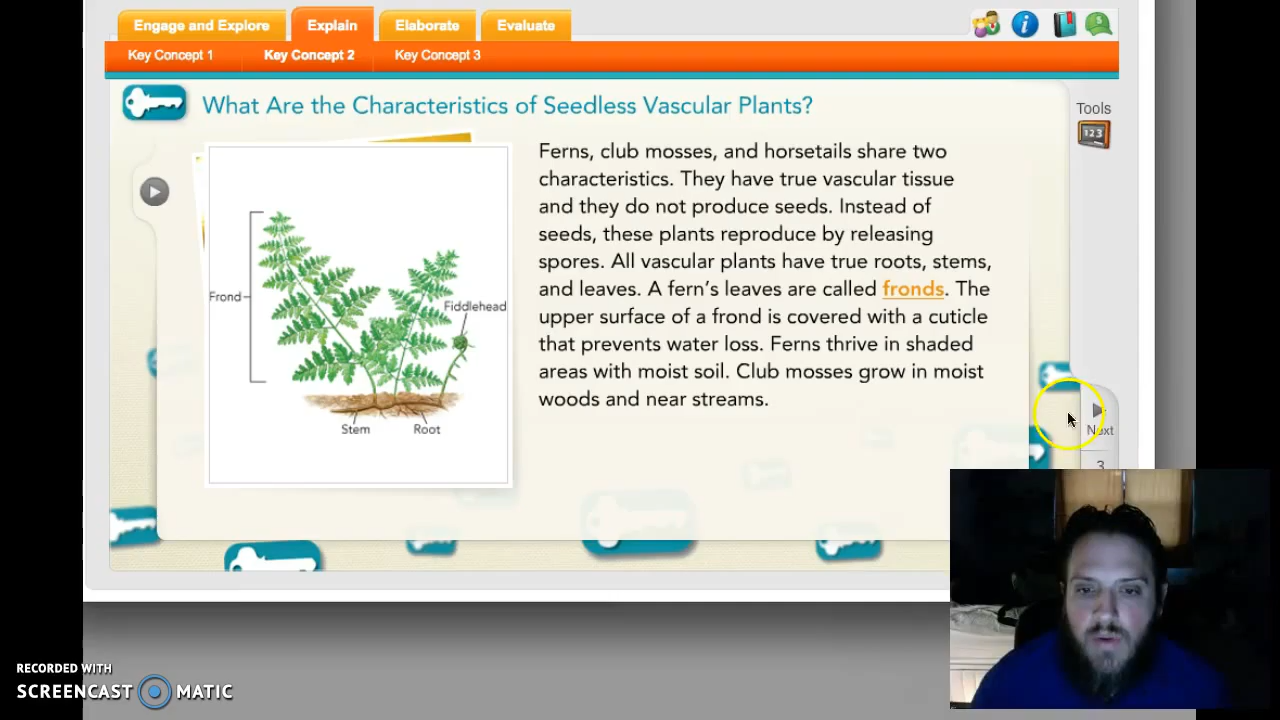 Engage and Explore
Explain
Elaborate
Evaluate
Key Concept 1
Key Concept 2
Key Concept 3
What Are the Characteristics of Seedless Vascular Plants?
Tools
123
Ferns, club mosses, and horsetails share two
characteristics. They have true vascular tissue
and they do not produce seeds. Instead of
seeds, these plants reproduce by releasing
spores. All vascular plants have true roots, stems,
and leaves. A fern's leaves are called fronds. The
upper surface of a frond is covered with a cuticle
that prevents water loss. Ferns thrive in shaded
areas with moist soil. Club mosses grow in moist
woods and near streams.
Frond
Fiddlehead
Stem
Root
Next
3
RECORDED WITH
SCREENCAST MATIC